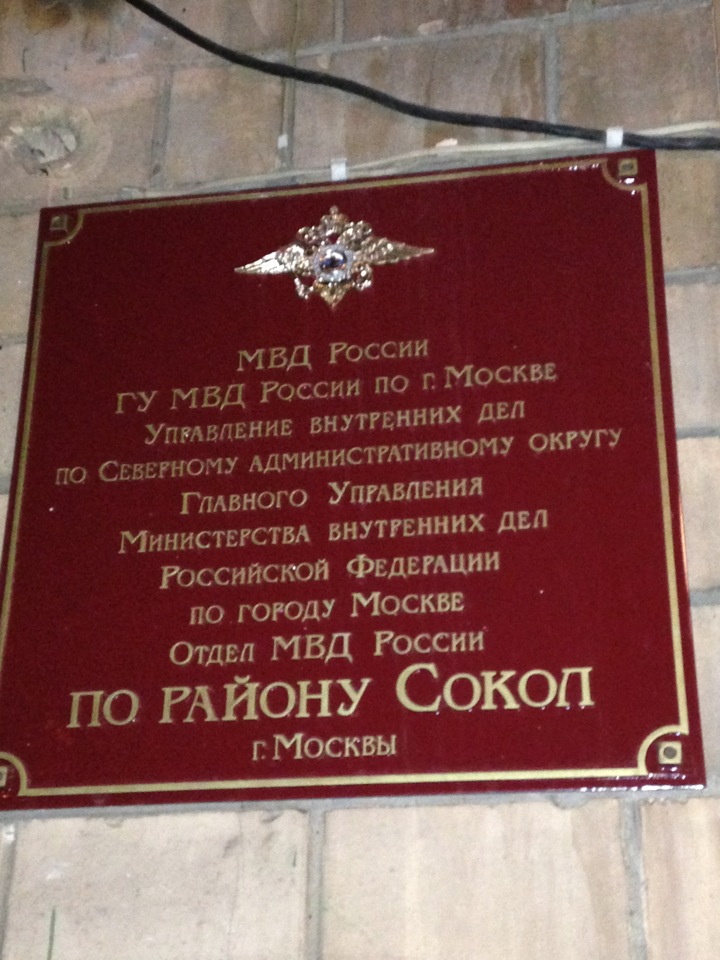 МВД России
ГУ МВД России по г. Москве
Управление внутренних дел
по Северному административному округу
Главного Управления
Министерства внутренних дел
Российской Федерации
по городу Москве
Отдел МВД России
по району Сокол
г. Москвы